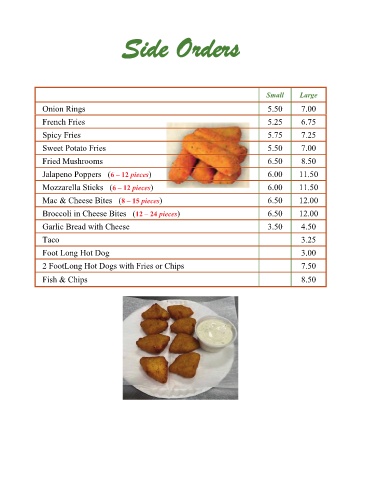 Side Orders
Small Large
Onion Rings 5.50 7.00
French Fries 5.25 6.75
Spicy Fries 5.75 7.25
Sweet Potato Fries 5.50 7.00
Fried Mushrooms 6.50 8.50
Jalapeno Poppers (6 – 12 pieces) 6.00 11.50
Mozzarella Sticks (6 – 12 pieces) 6.00 11.50
Mac & Cheese Bites (8 – 15 pieces) 6.50 12.00
Broccoli in Cheese Bites (12 – 24 pieces) 6.50 12.00
Garlic Bread with Cheese 3.50 4.50
Taco 3.25
Foot Long Hot Dog 3.00
2 FootLong Hot Dogs with Fries or Chips 7.50
Fish & Chips 8.50